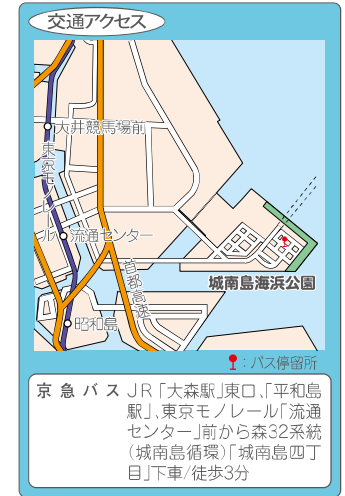 交通アクセス
大井競馬場前
東京モノレール
流通センター
首都高速
城南島海浜公園
昭和島
：バス停留所
京急バス JR「大森駅」東口、「平和島
駅」、東京モノレール「流通
センター」前から森32系統
（城南島循環）「城南島四丁
目」下車/徒歩3分